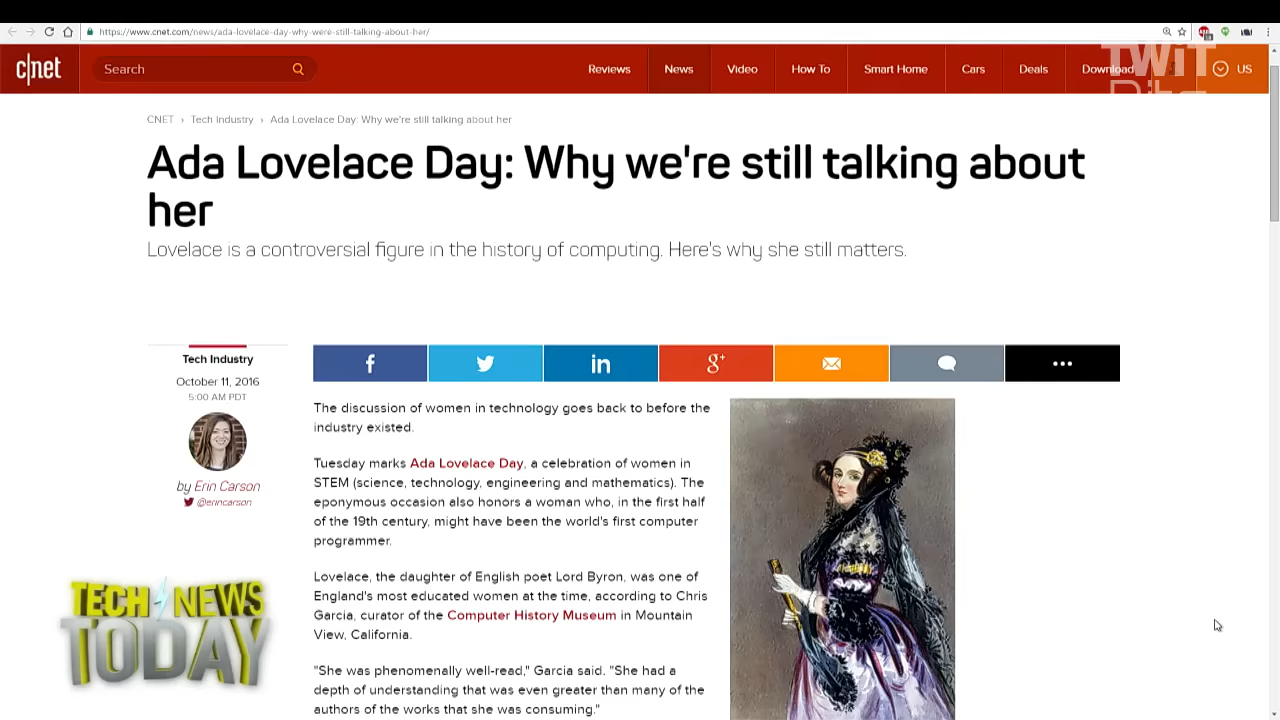 https://www.cnet.com/news/ada-lovelace-day-why-were-still-talking-about-her/
c|net
Search
Reviews
News
Video
How To
Smart Home
Cars
Deals
Download
US
TWiT
CNET › Tech Industry › Ada Lovelace Day: Why we're still talking about her
Ada Lovelace Day: Why we're still talking about
her
Lovelace is a controversial figure in the history of computing. Here's why she still matters.
Tech Industry
October 11, 2016
5:00 AM PDT
by Erin Carson
@erincarson
f
in
g+
The discussion of women in technology goes back to before the
industry existed.
Tuesday marks Ada Lovelace Day, a celebration of women in
STEM (science, technology, engineering and mathematics). The
eponymous occasion also honors a woman who, in the first half
of the 19th century, might have been the world's first computer
programmer.
Lovelace, the daughter of English poet Lord Byron, was one of
England's most educated women at the time, according to Chris
Garcia, curator of the Computer History Museum in Mountain
View, California.
"She was phenomenally well-read," Garcia said. "She had a
depth of understanding that was even greater than many of the
authors of the works that she was consuming."
TECH NEWS
TODAY